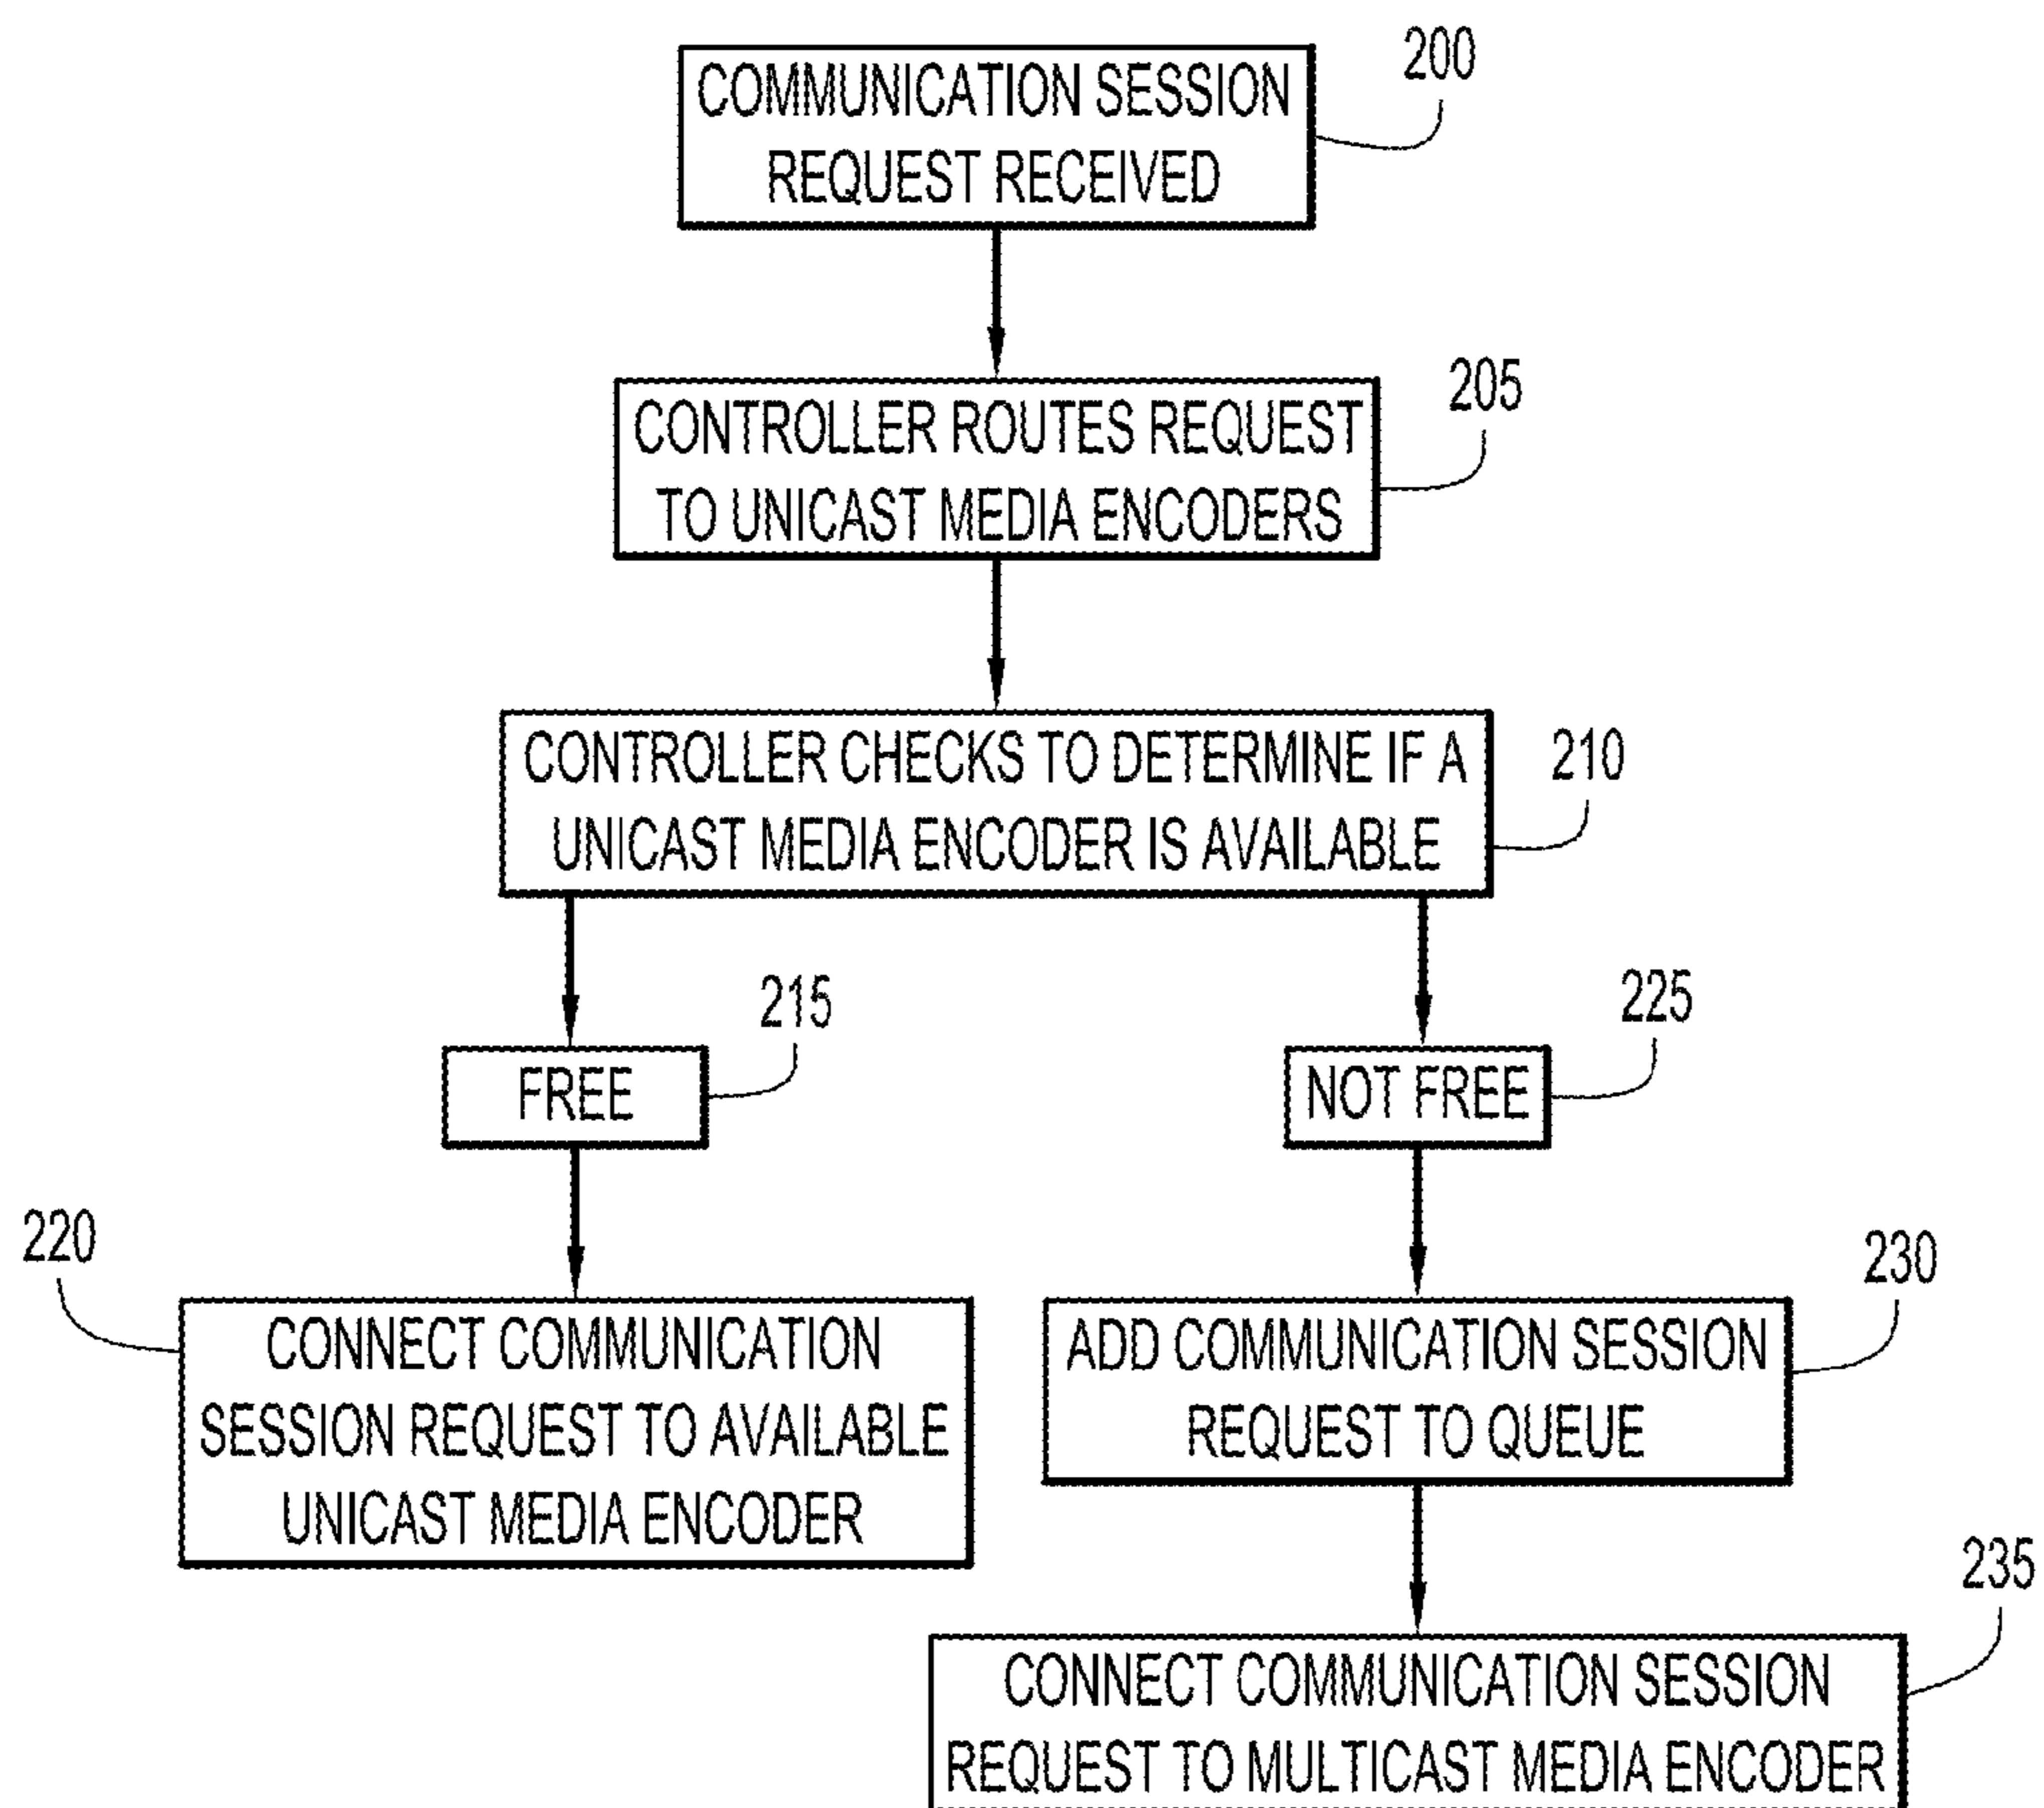 COMMUNICATION SESSION
REQUEST RECEIVED
200
CONTROLLER ROUTES REQUEST
TO UNICAST MEDIA ENCODERS
205
CONTROLLER CHECKS TO DETERMINE IF A
UNICAST MEDIA ENCODER IS AVAILABLE
210
FREE
215
NOT FREE
225
220
CONNECT COMMUNICATION
SESSION REQUEST TO AVAILABLE
UNICAST MEDIA ENCODER
ADD COMMUNICATION SESSION
REQUEST TO QUEUE
230
CONNECT COMMUNICATION SESSION
REQUEST TO MULTICAST MEDIA ENCODER
235